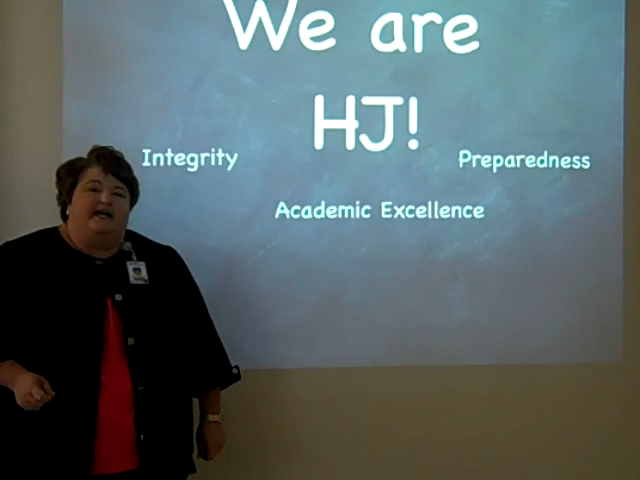 We are
HJ!
Integrity
Preparedness
Academic Excellence